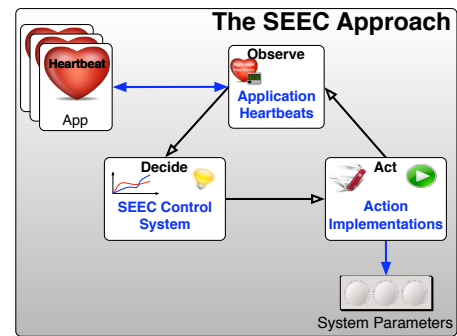 The SEEC Approach
Heartbeat
App
Observe
Application
Heartbeats
Decide
SEEC Control
System
Act
Action
Implementations
System Parameters